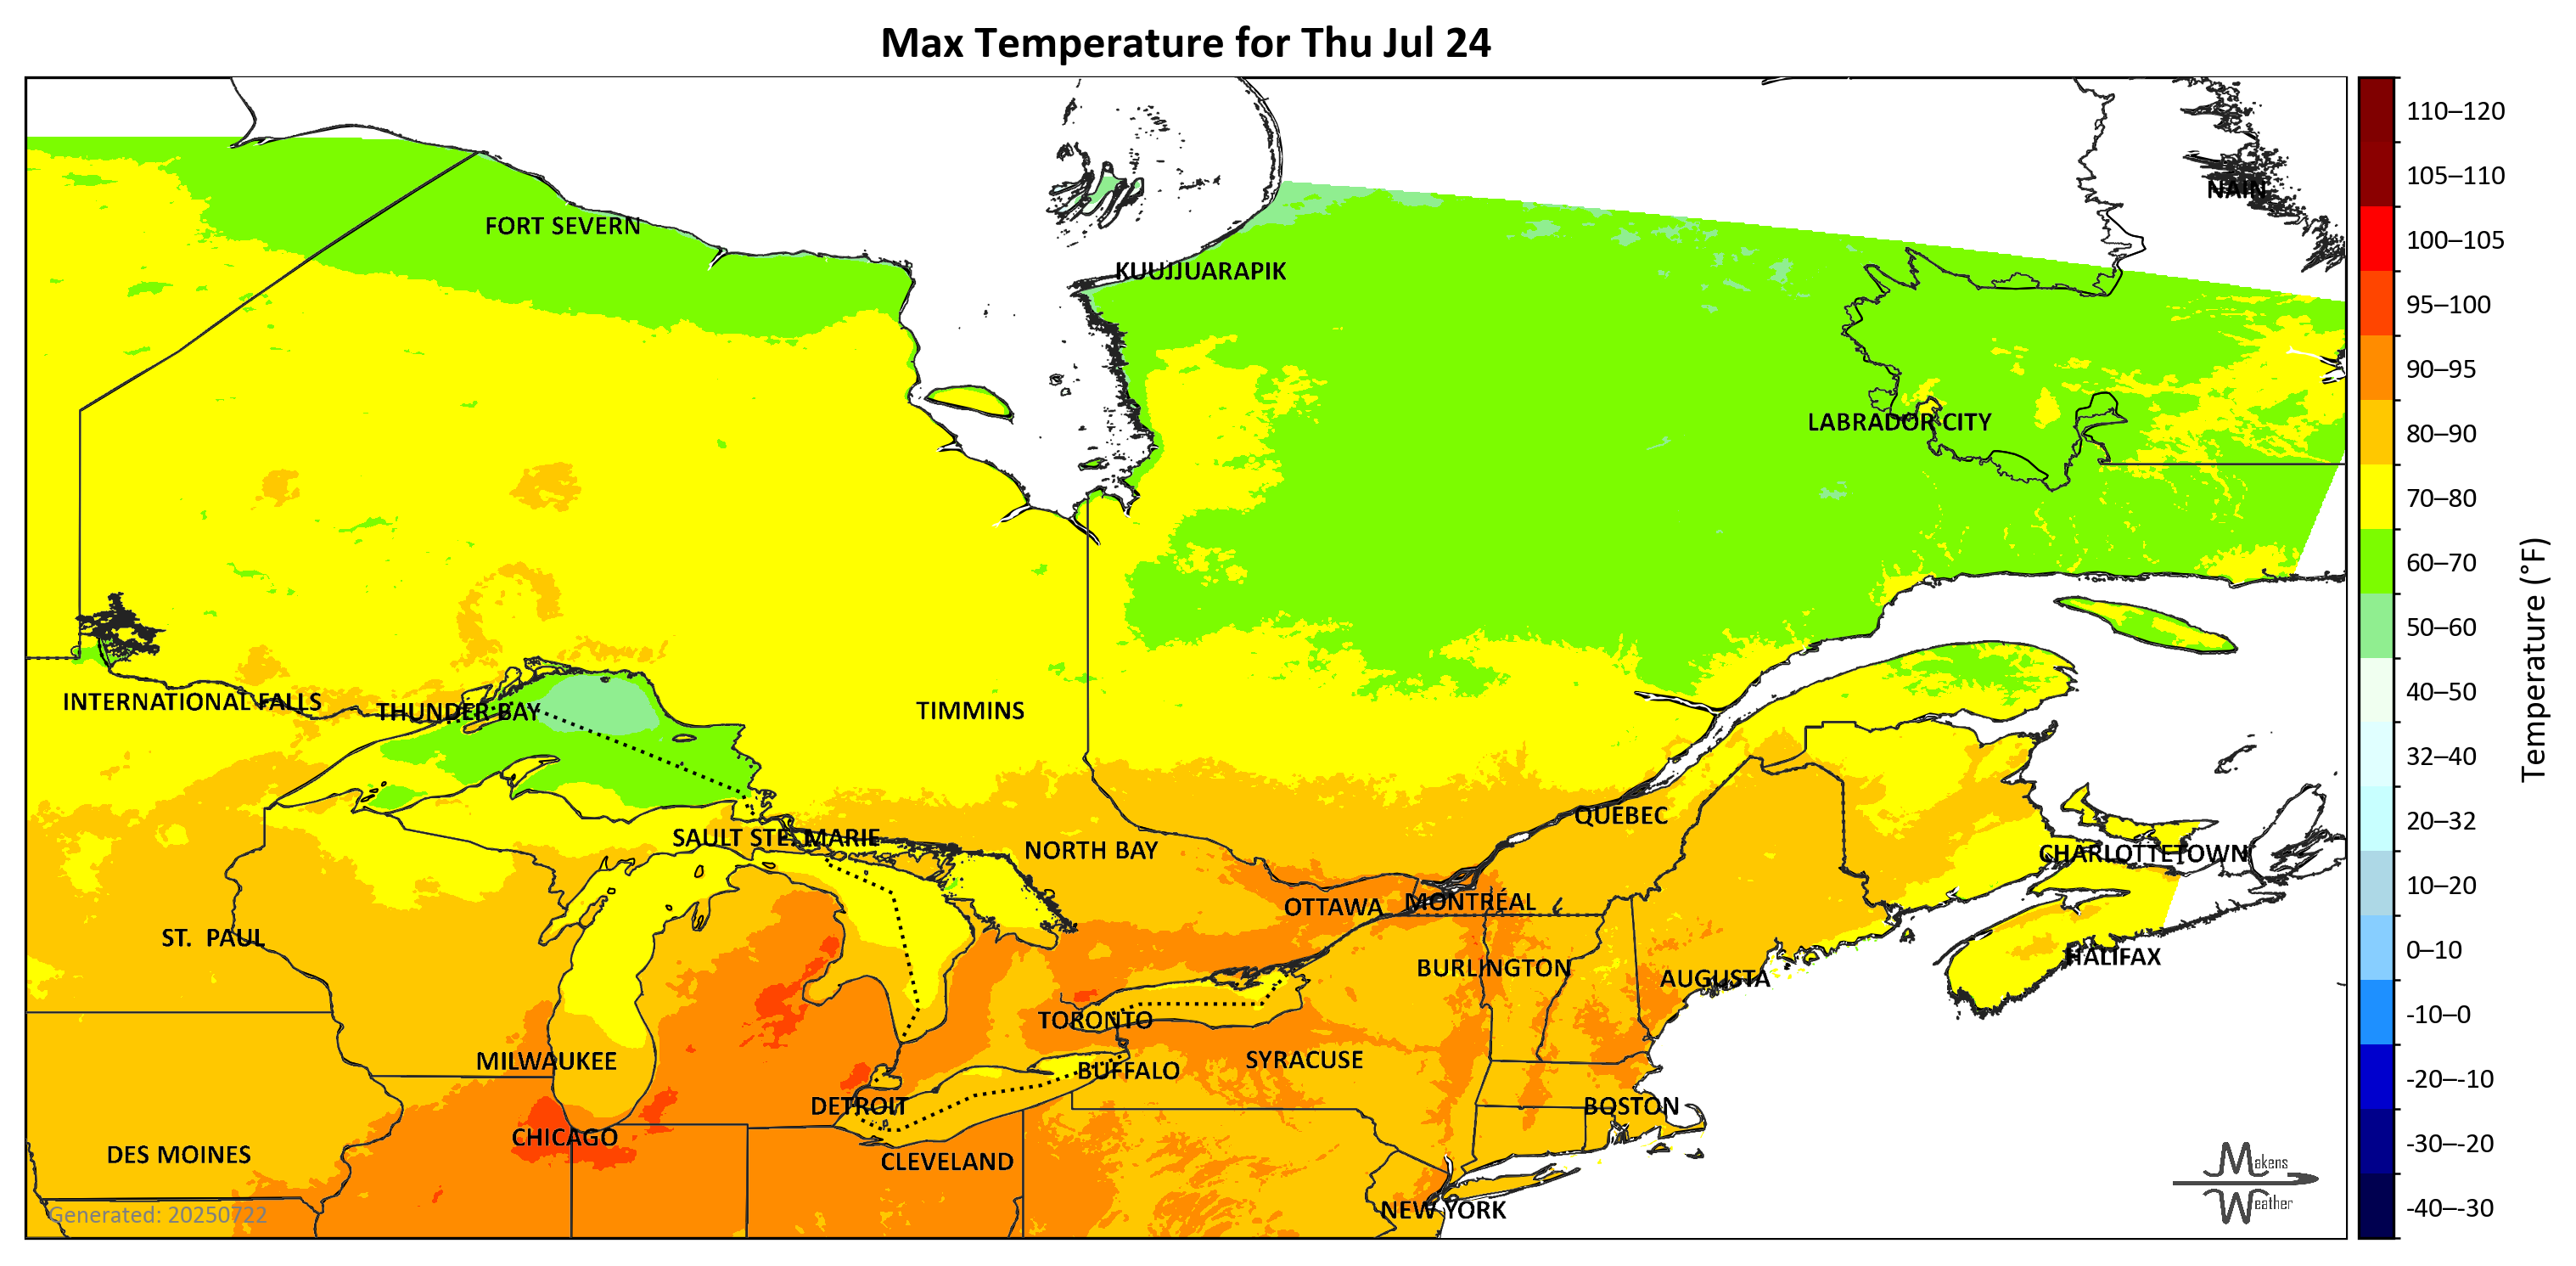 Max Temperature for Thu Jul 24
FORT SEVERN
NAIN
KUUJJUARAPIK
LABRADOR CITY
INTERNATIONAL FALLS
THUNDER BAY
TIMMINS
QUÉBEC
SAULT STE. MARIE
NORTH BAY
CHARLOTTETOWN
OTTAWA
MONTRÉAL
ST. PAUL
HALIFAX
BURLINGTON
AUGUSTA
TORONTO
MILWAUKEE
SYRACUSE
BUFFALO
DETROIT
BOSTON
CHICAGO
DES MOINES
CLEVELAND
NEW YORK
Generated: 20250722
Makens
Weather
110–120
105–110
100–105
95–100
90–95
80–90
70–80
60–70
50–60
40–50
32–40
20–32
10–20
0–10
-10–0
-20–-10
-30–-20
-40–-30
Temperature (°F)